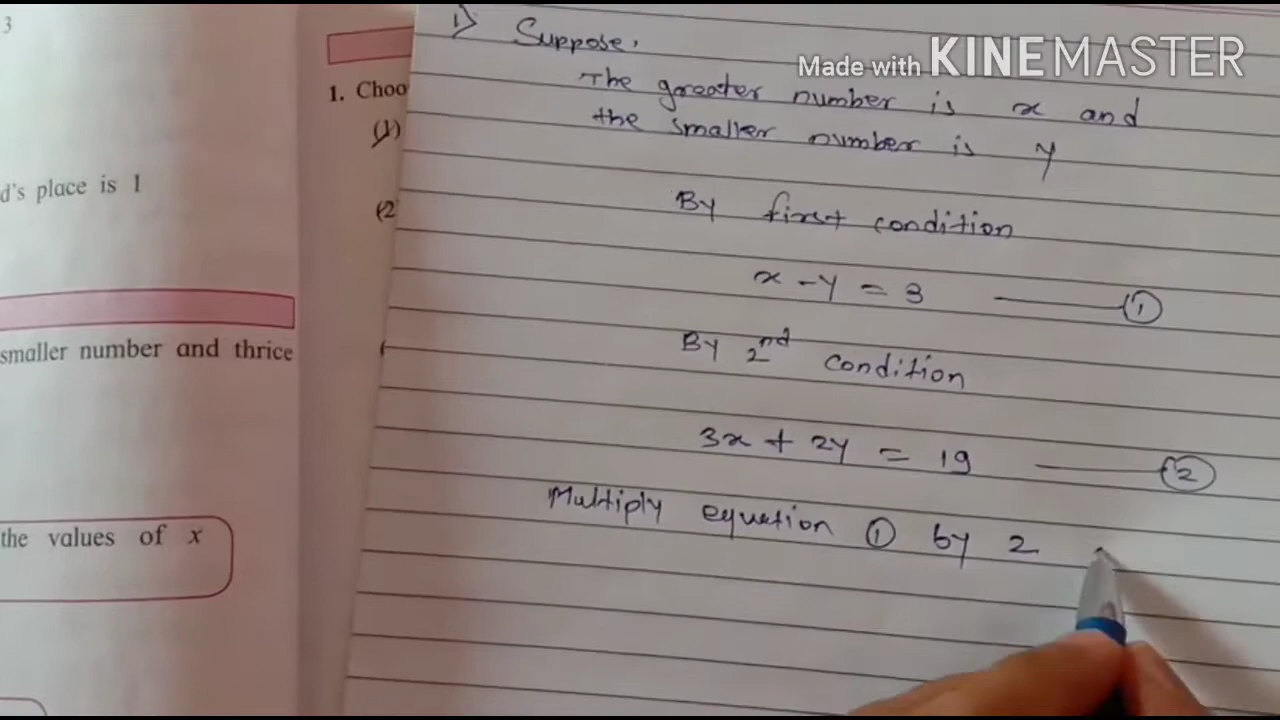 3
d's place is 1
smaller number and thrice
the values of x
1. Choo
(1)
(2
1) Suppose,
The greater number is x and
the smaller number is y
By first condition
x - y = 3 ——— ①
By 2nd condition
3x + 2y = 19 ——— ②
Multiply equation ① by 2
Made with KINEMASTER